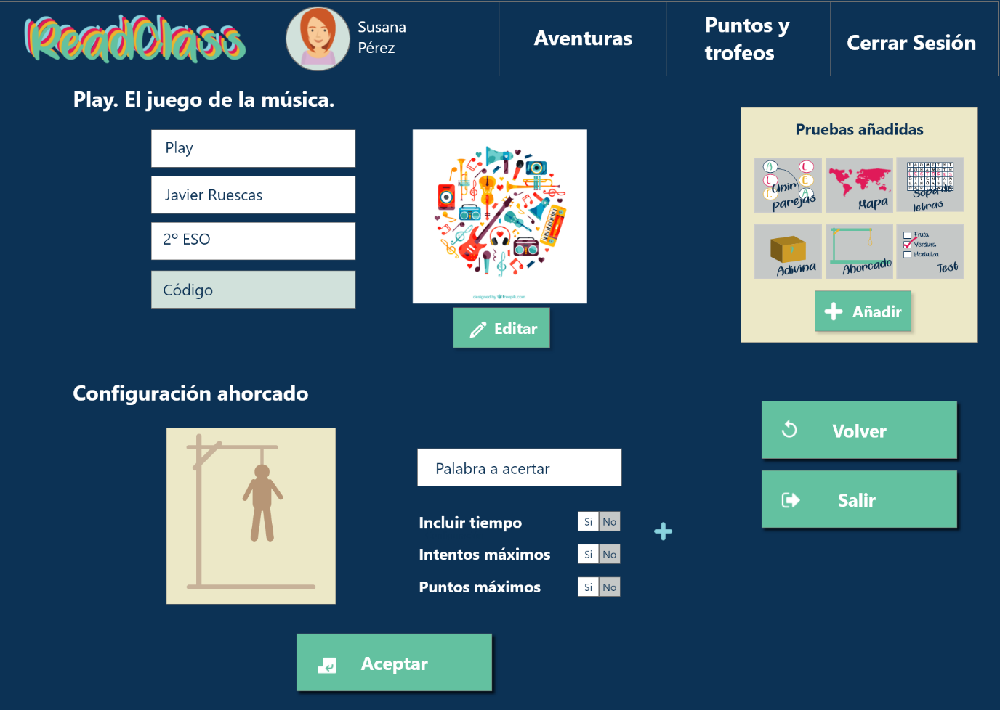 ReadClass
Susana
Pérez
Aventuras
Puntos y
trofeos
Cerrar Sesión
Play. El juego de la música.
Play
Javier Ruescas
2º ESO
Código
designed by freepik.com
Editar
Pruebas añadidas
A L
L E
E A
Unir
parejas
Mapa
LECTORES
Sopa de
letras
Adivina
Ahorcado
Fruta
Verdura
Hortaliza
Test
Añadir
Configuración ahorcado
Palabra a acertar
Incluir tiempo
Si No
Intentos máximos
Si No
Puntos máximos
Si No
Volver
Salir
Aceptar